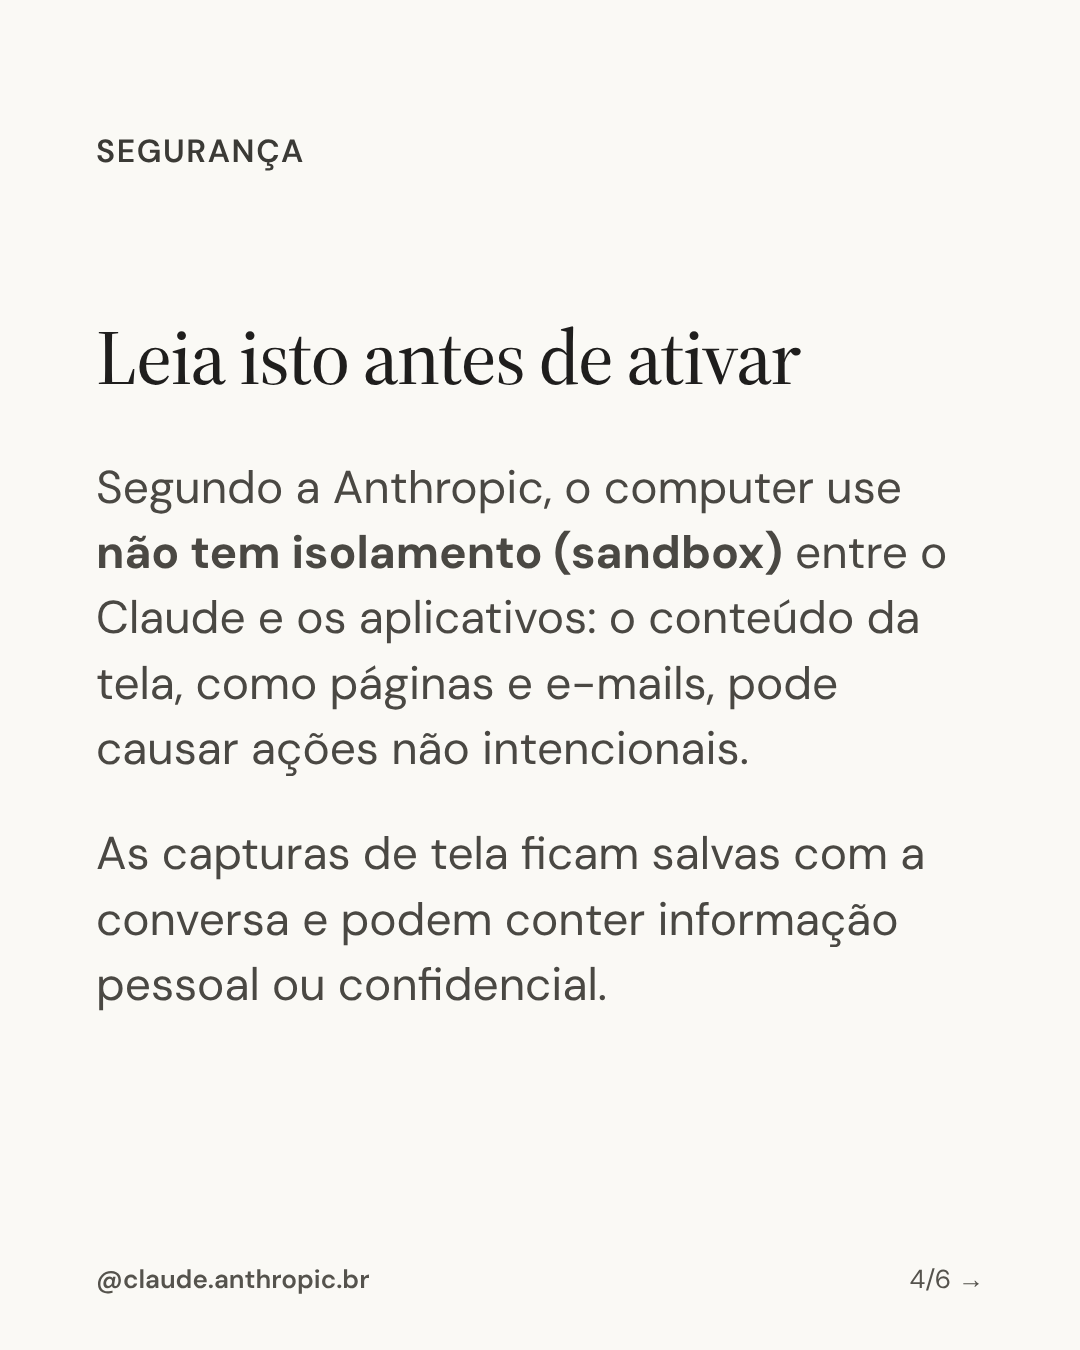 SEGURANÇA
Leia isto antes de ativar
Segundo a Anthropic, o computer use
não tem isolamento (sandbox) entre o
Claude e os aplicativos: o conteúdo da
tela, como páginas e e-mails, pode
causar ações não intencionais.
As capturas de tela ficam salvas com a
conversa e podem conter informação
pessoal ou confidencial.
@claude.anthropic.br
4/6 →